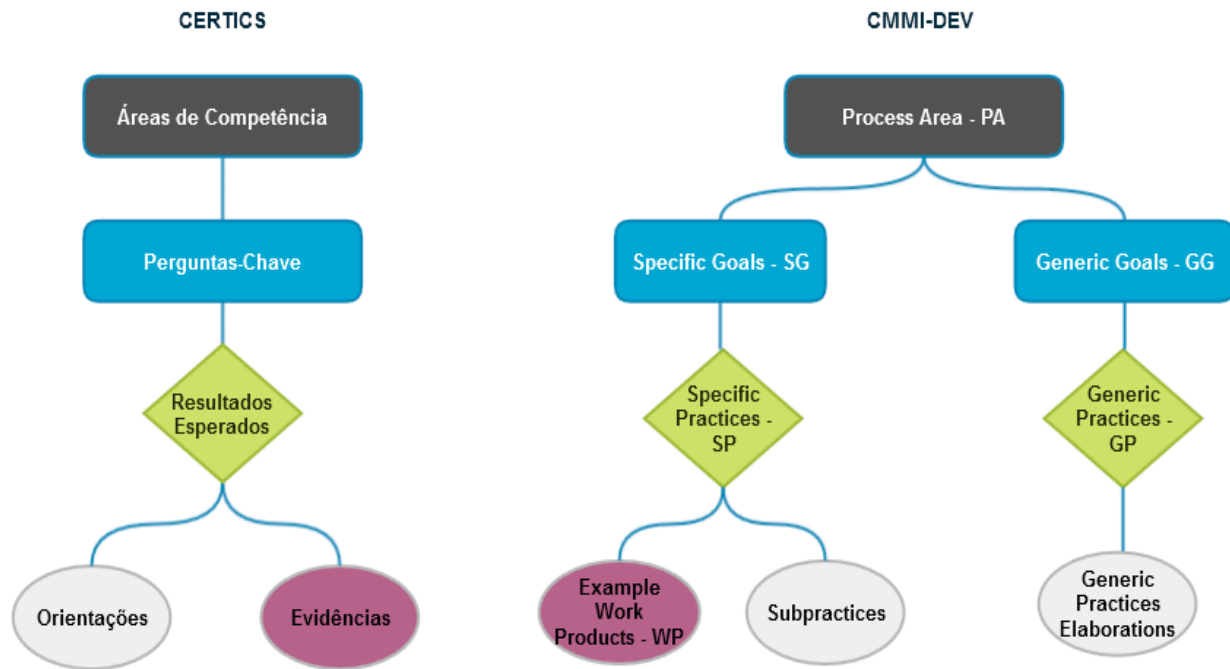 CERTICS
CMMI-DEV
Áreas de Competência
Process Area - PA
Perguntas-Chave
Specific Goals - SG
Generic Goals - GG
Resultados
Esperados
Specific
Practices -
SP
Generic
Practices -
GP
Orientações
Evidências
Example
Work
Products - WP
Subpractices
Generic
Practices
Elaborations